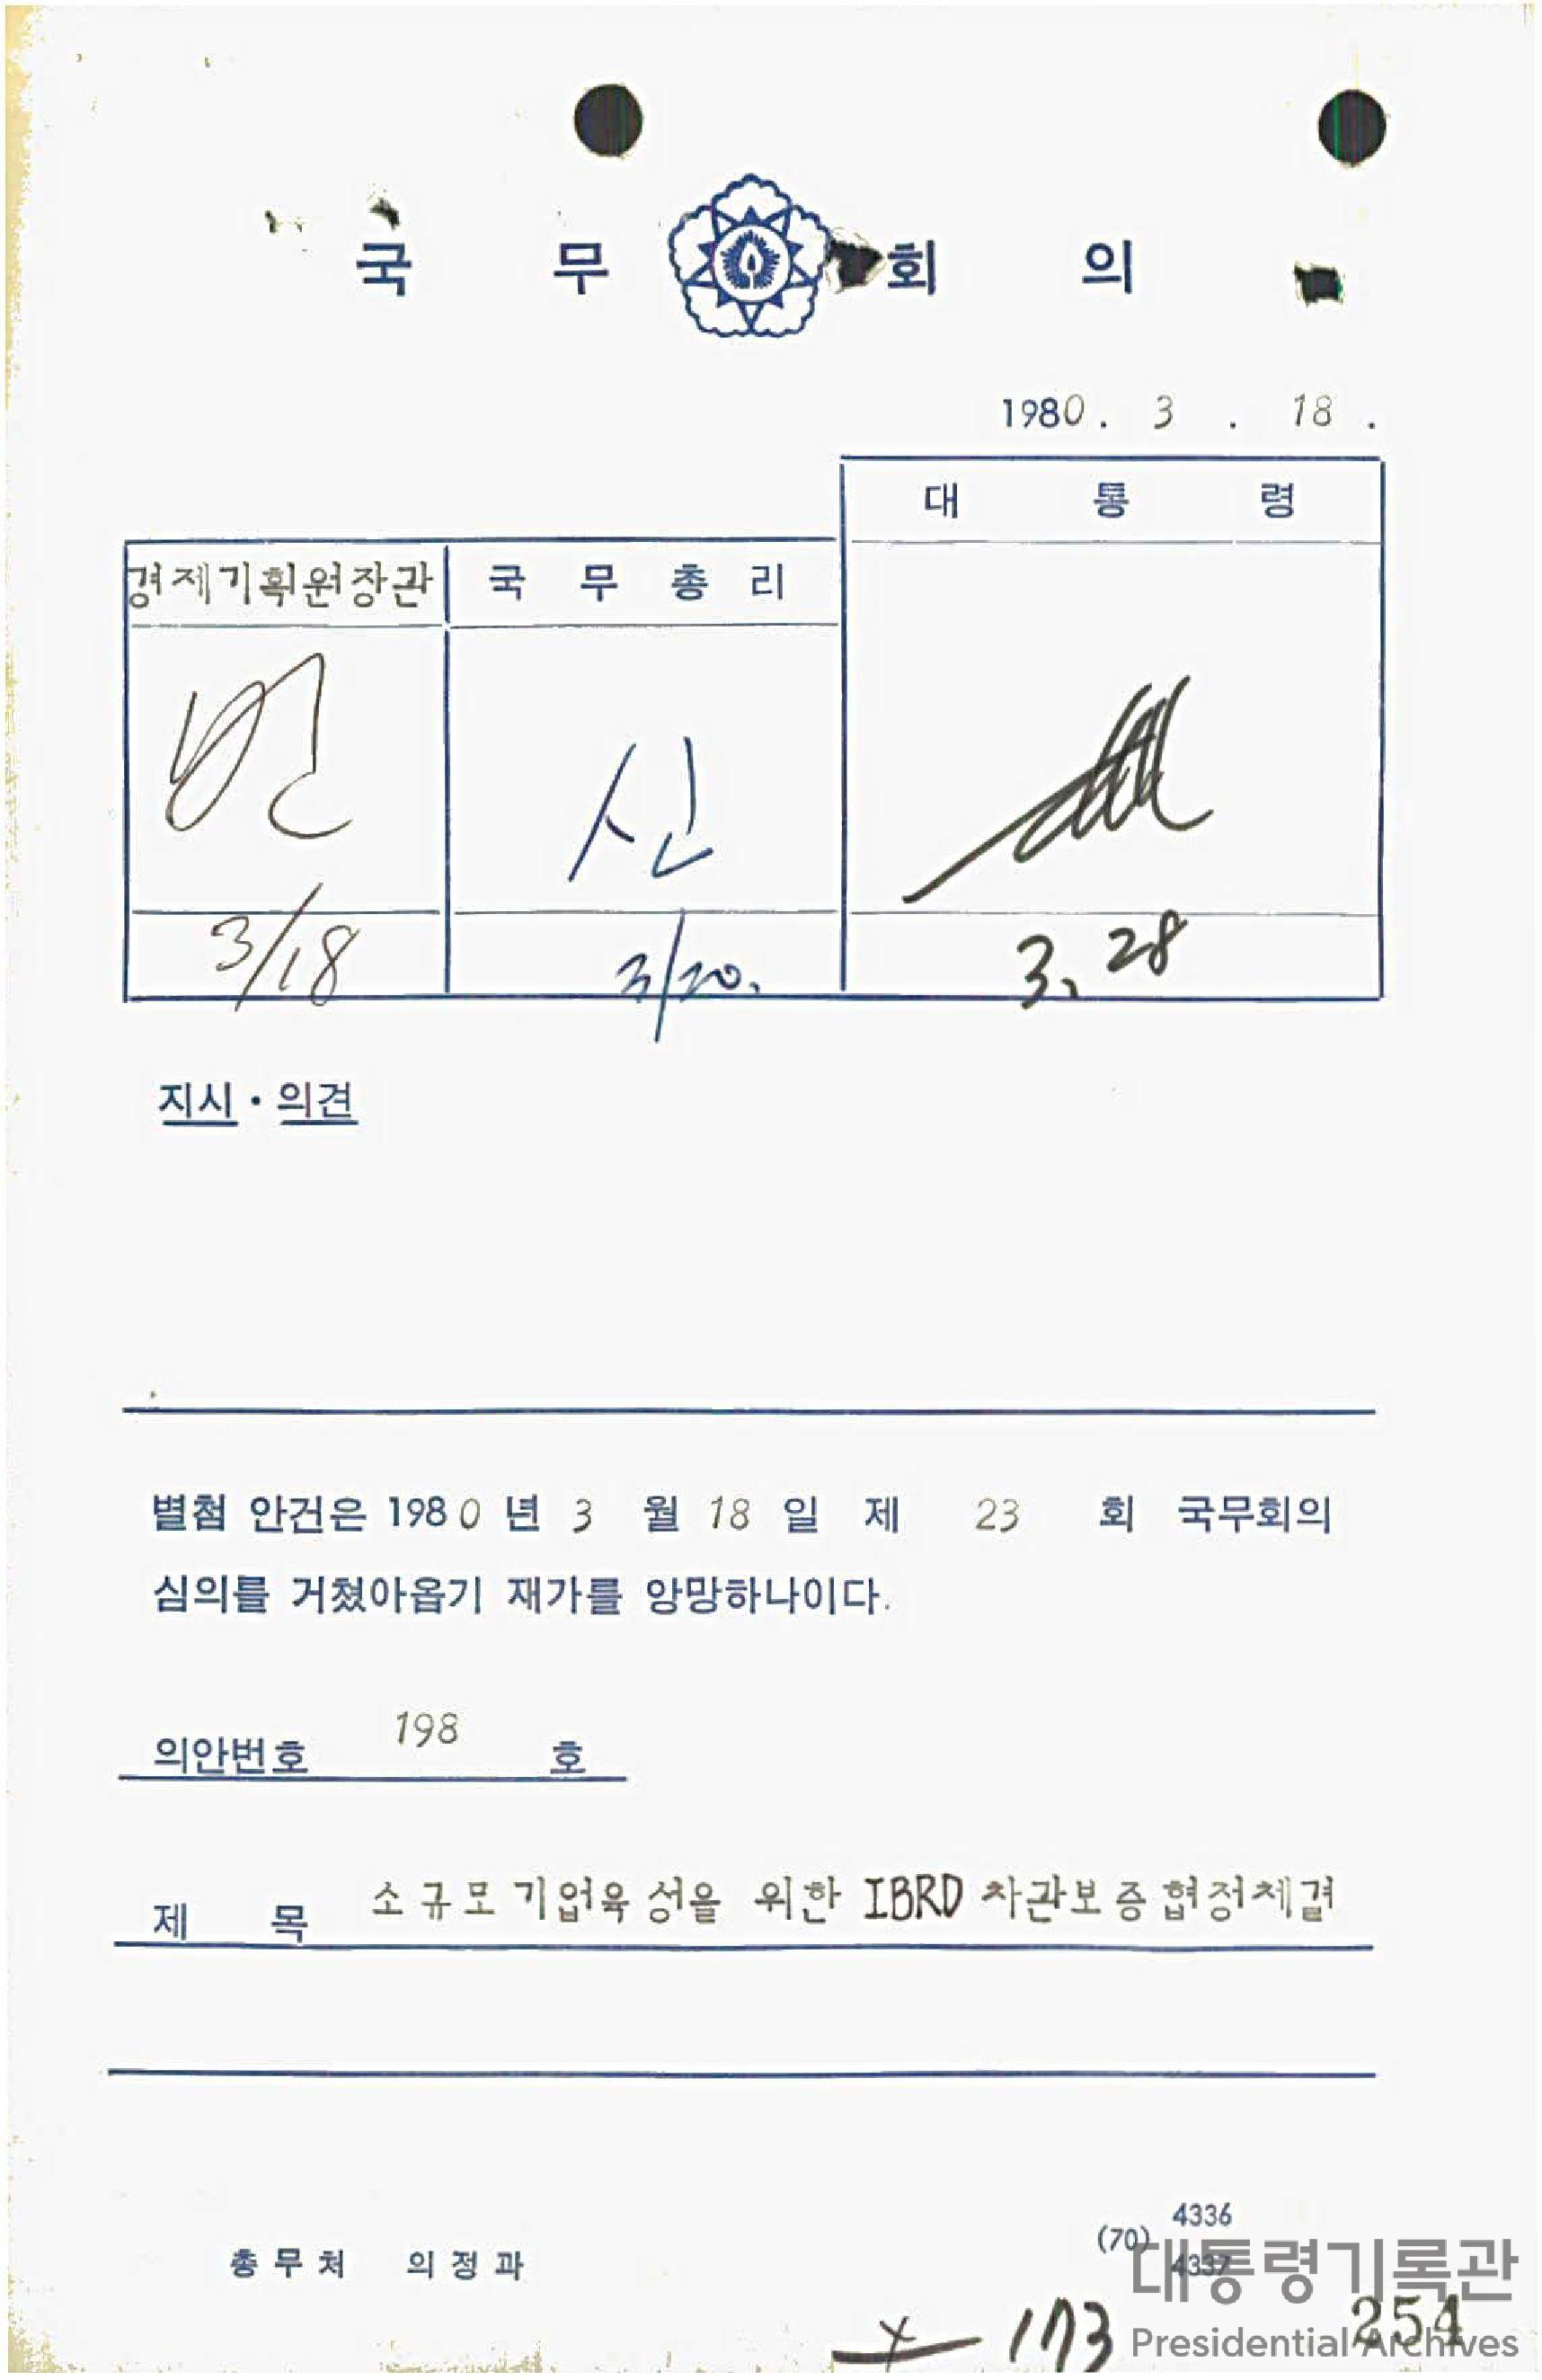 국 무 회 의
1980. 3 . 18 .
대 통 령
경제기획원장관 국 무 총 리
신
3/18 3/20. 3. 28
지시·의견
별첨 안건은 1980 년 3 월 18 일 제 23 회 국무회의
심의를 거쳤아옵기 재가를 앙망하나이다.
의안번호 198 호
제 목 소규모기업육성을 위한 IBRD 차관보증협정체결
4336
(70)
4337
총무처 의정과
대통령기록관
173
254
Presidential Archives